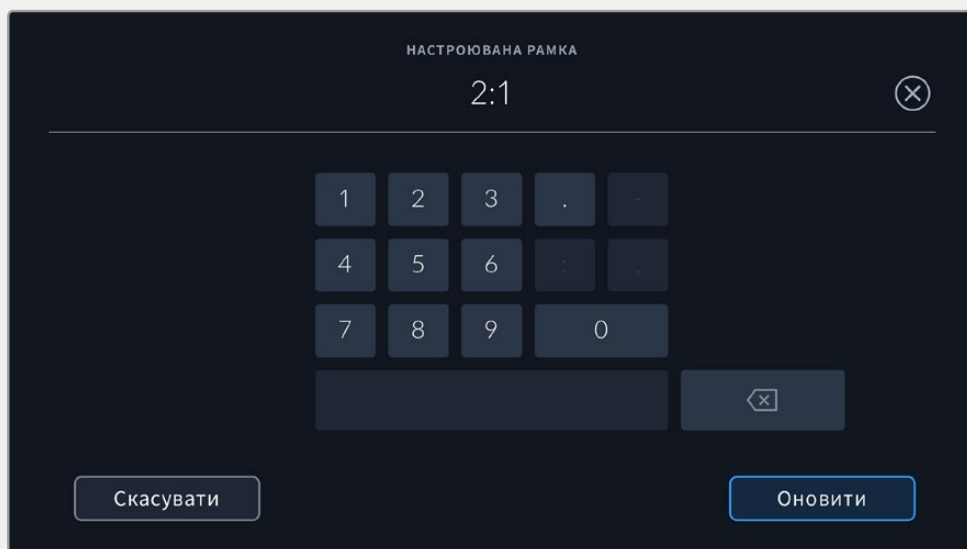 НАСТРОЮВАНА РАМКА
2:1
1 2 3 . -
4 5 6 : ,
7 8 9 0
Скасувати
Оновити